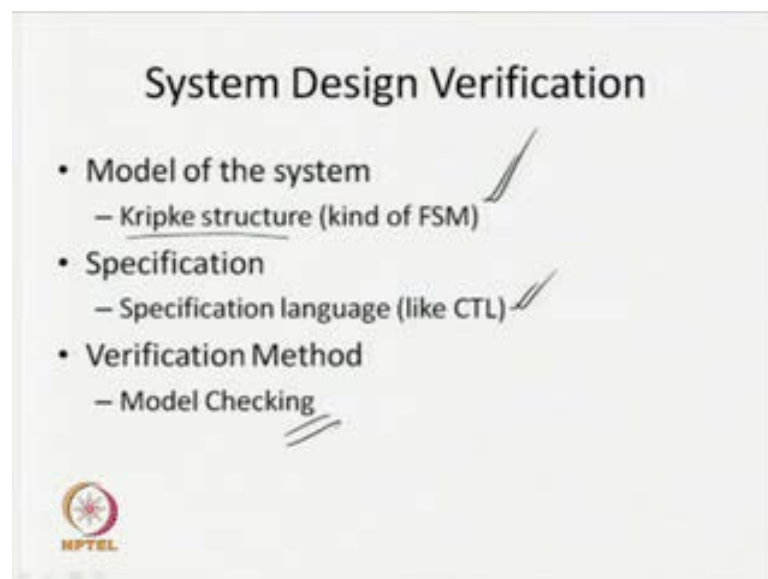 System Design Verification
• Model of the system
– Kripke structure (kind of FSM)
• Specification
– Specification language (like CTL)
• Verification Method
– Model Checking
NPTEL